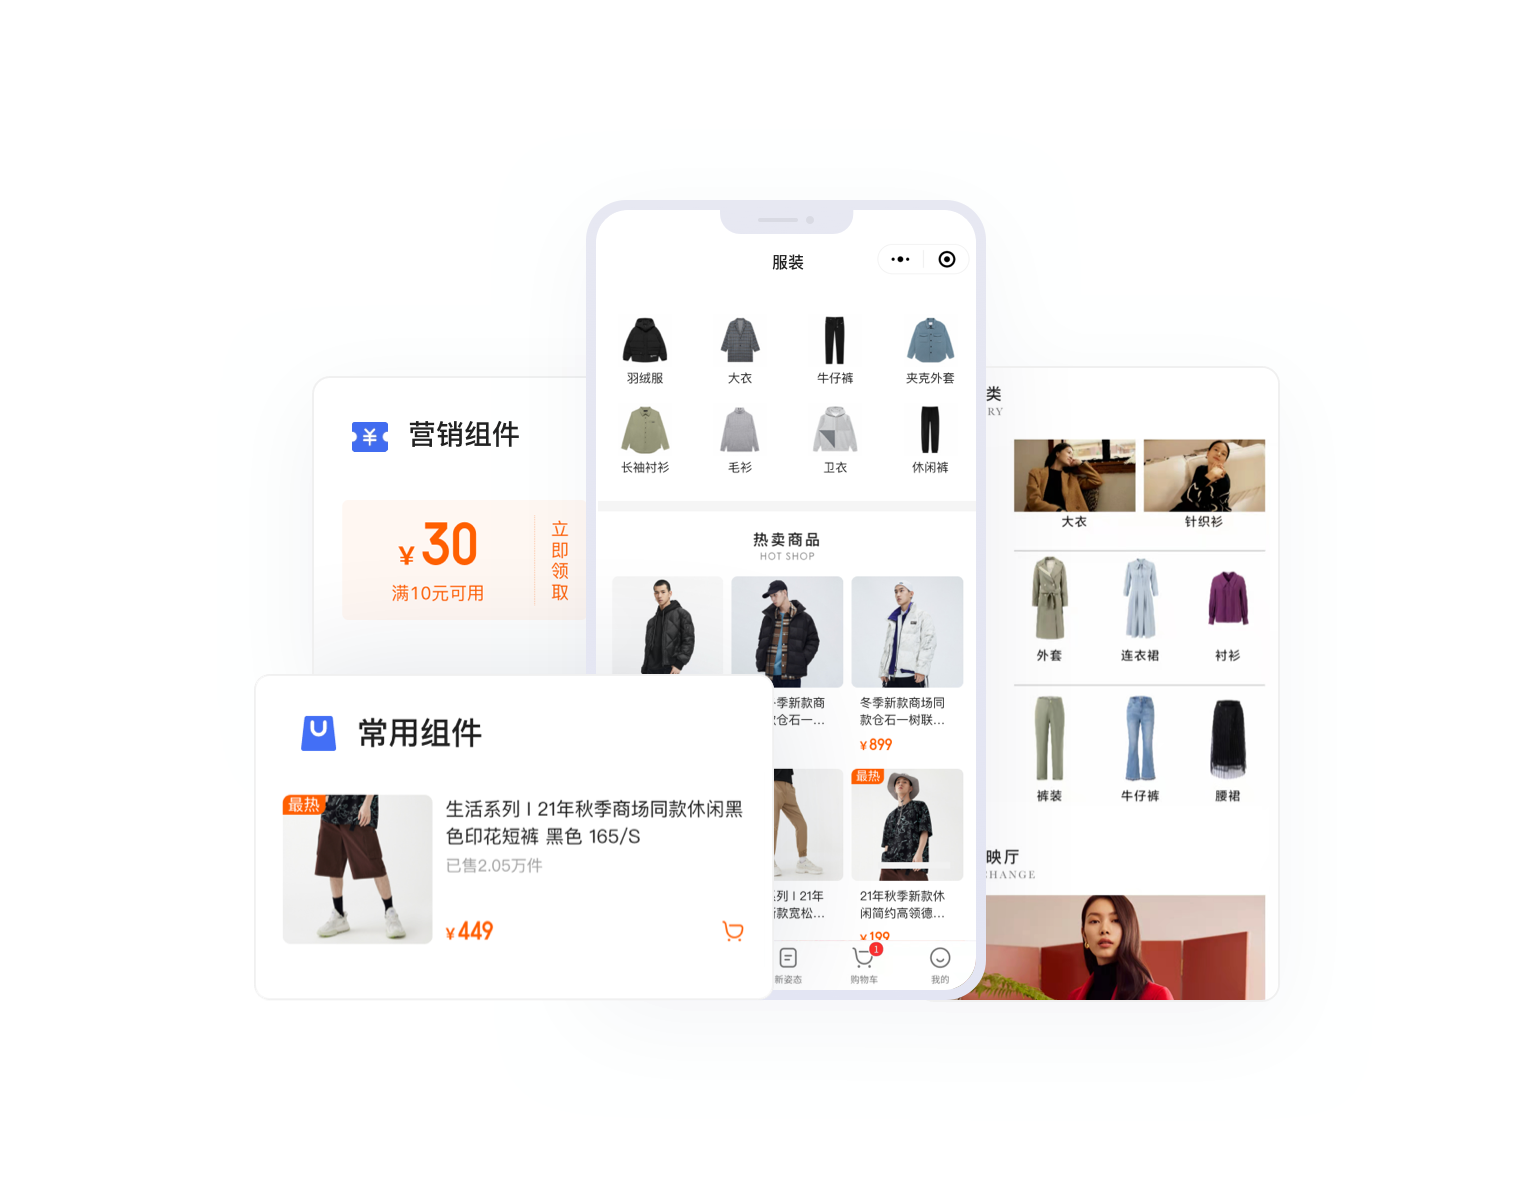 服装
羽绒服
大衣
牛仔裤
夹克外套
长袖衬衫
毛衫
卫衣
休闲裤
热卖商品
HOT SHOP
季新款商
仓石一...
冬季新款商场同
款仓石一树联...
¥899
最热
列 I 21年
款宽松...
21年秋季新款休
闲简约高领德...
¥199
新姿态
1
购物车
我的
营销组件
¥30
满10元可用
立
即
领
取
常用组件
最热
生活系列 I 21年秋季商场同款休闲黑
色印花短裤 黑色 165/S
已售2.05万件
¥449
类
RY
大衣
针织衫
外套
连衣裙
衬衫
裤装
牛仔裤
腰裙
映厅
CHANGE